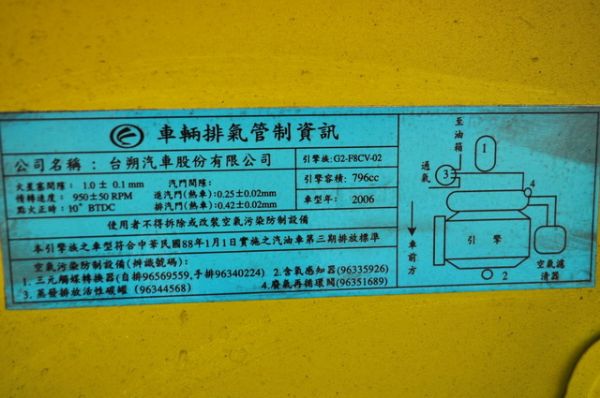 車輛排氣管制資訊
公司名稱： 台朔汽車股份有限公司
引擎族：G2-F8CV-02
火星塞間隙： 1.0 ± 0.1 mm 汽門間隙：
惰轉速度： 950±50 RPM 進汽門(熱車):0.25±0.02mm
點火正時：10° BTDC 排汽門(熱車):0.42±0.02mm
引擎容積： 796cc
車型年： 2006
使用者不得拆除或改裝空氣污染防制設備
本引擎族之車型符合中華民國88年1月1日實施之汽油車第三期排放標準
空氣污染防制設備(辨識號碼)：
1. 三元觸媒轉換器(自排96569559,手排96340224) 2.含氧感知器(96335926)
3. 蒸發排放活性碳罐 (96344568) 4.廢氣再循環閥(96351689)
至油箱
1
通氣
3
4
引擎
車前方
空氣濾清器
2